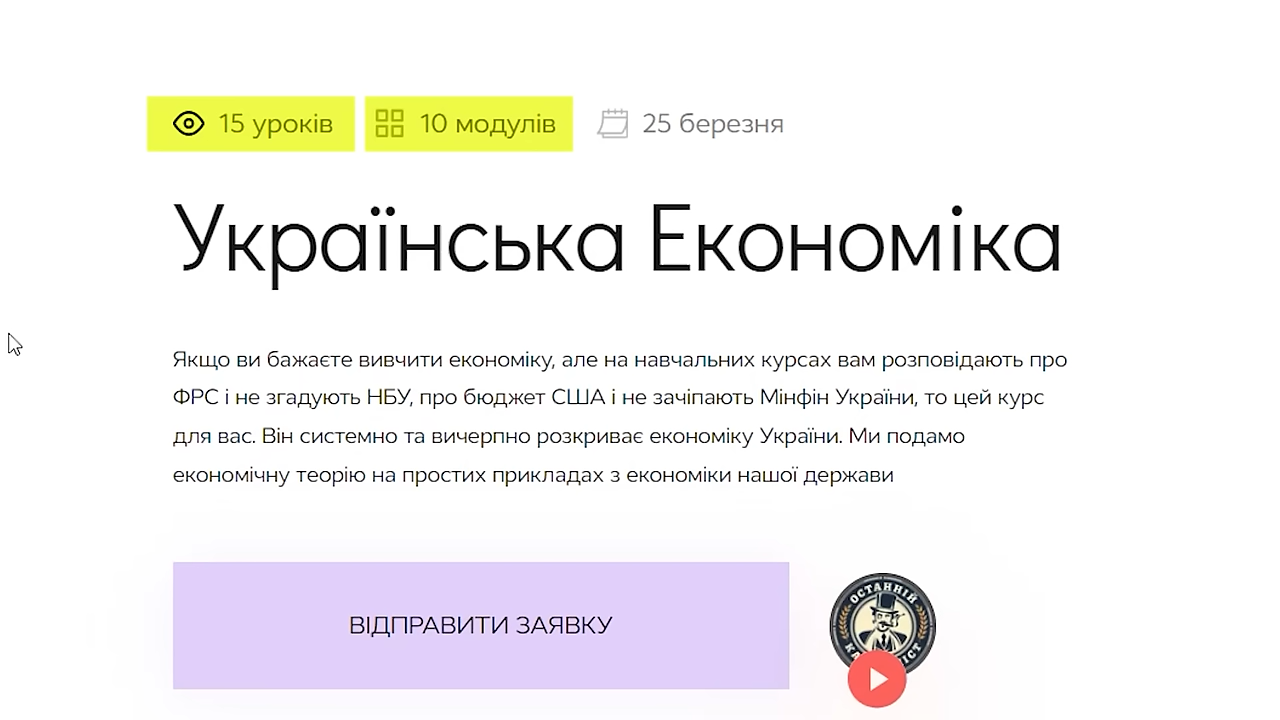 15 уроків 10 модулів 25 березня
Українська Економіка
Якщо ви бажаєте вивчити економіку, але на навчальних курсах вам розповідають про
ФРС і не згадують НБУ, про бюджет США і не зачіпають Мінфін України, то цей курс
для вас. Він системно та вичерпно розкриває економіку України. Ми подамо
економічну теорію на простих прикладах з економіки нашої держави
ВІДПРАВИТИ ЗАЯВКУ
ОСТАННІЙ